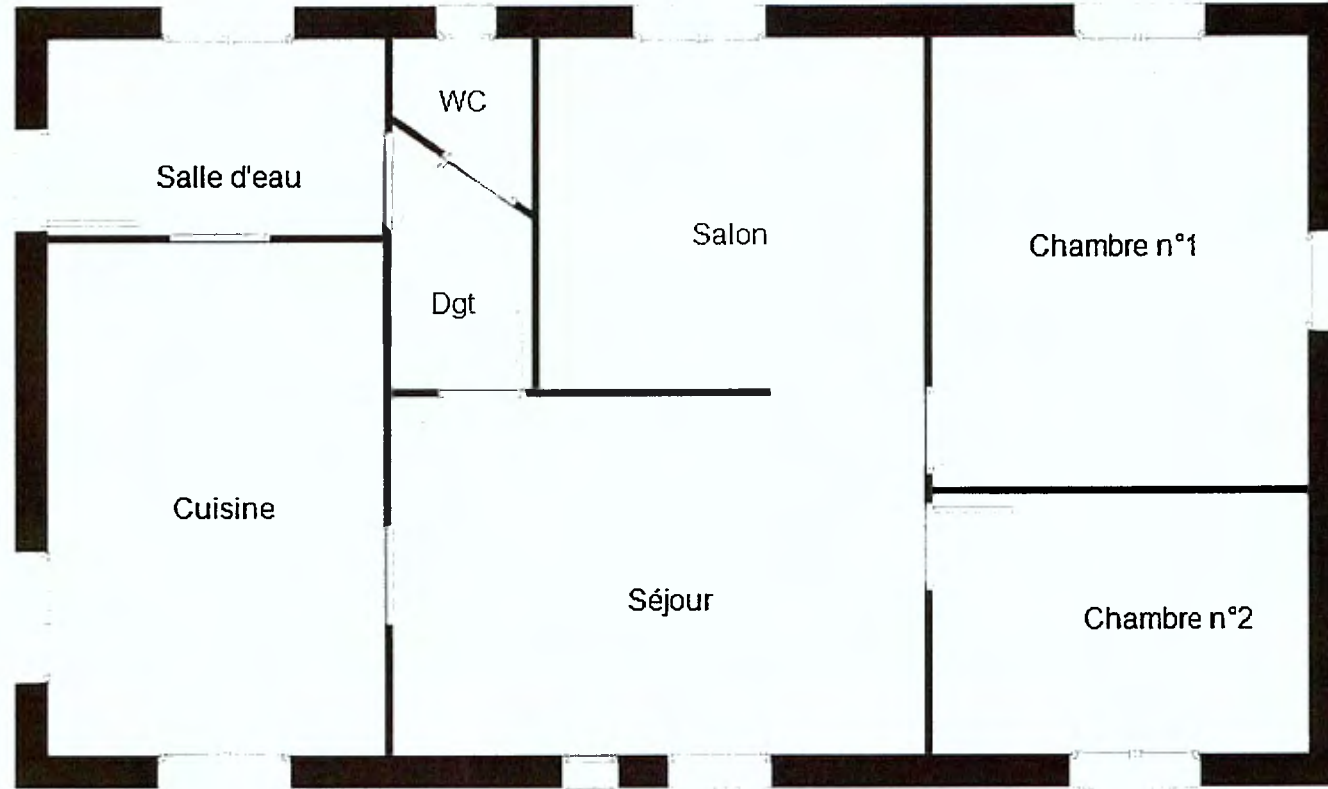 WC
Salle d'eau
Salon
Chambre n°1
Dgt
Cuisine
Séjour
Chambre n°2